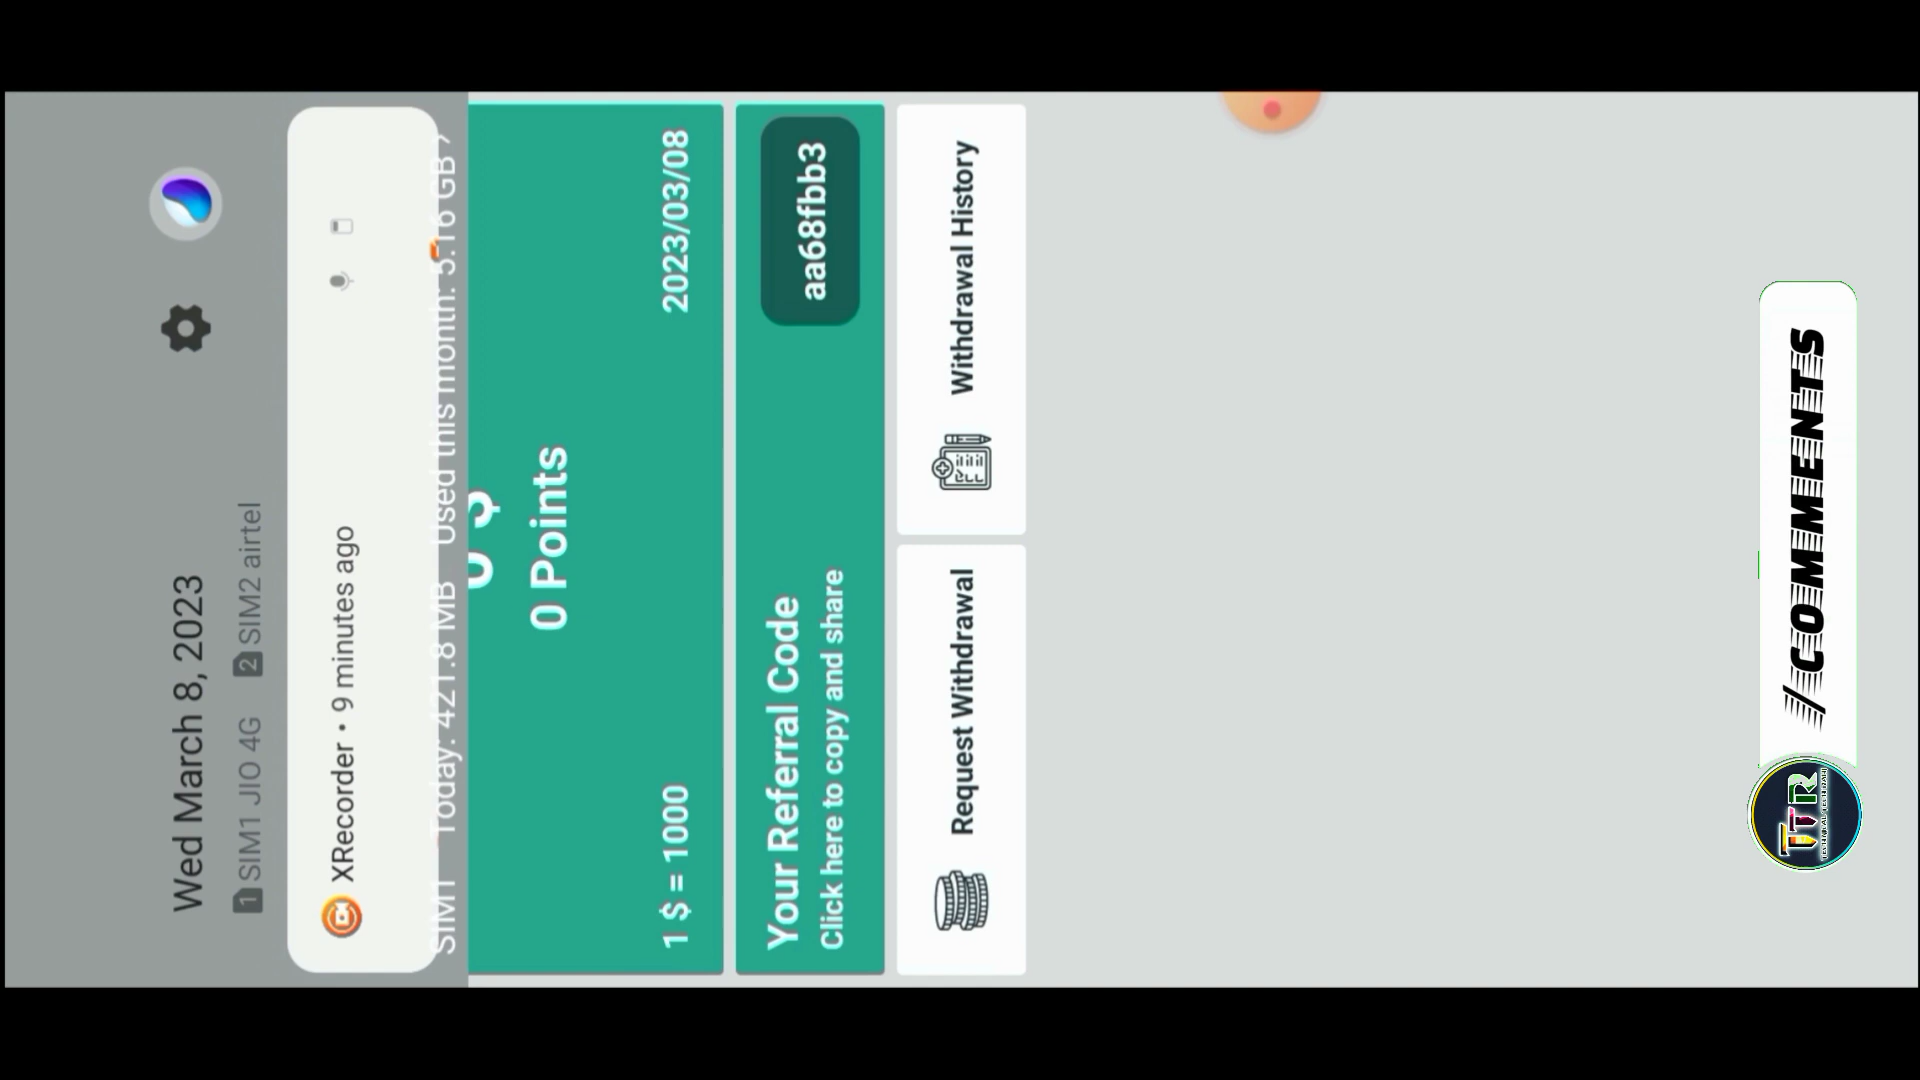 Wed March 8, 2023
1 SIM1 JIO 4G 2 SIM2 airtel
XRecorder • 9 minutes ago
SIM1 Today: 421.8 MB Used this month: 5.16 GB >
0 $
0 Points
1 $ = 1000 2023/03/08
Your Referral Code
Click here to copy and share
aa68fbb3
Request Withdrawal
Withdrawal History
/COMMENTS
TTR